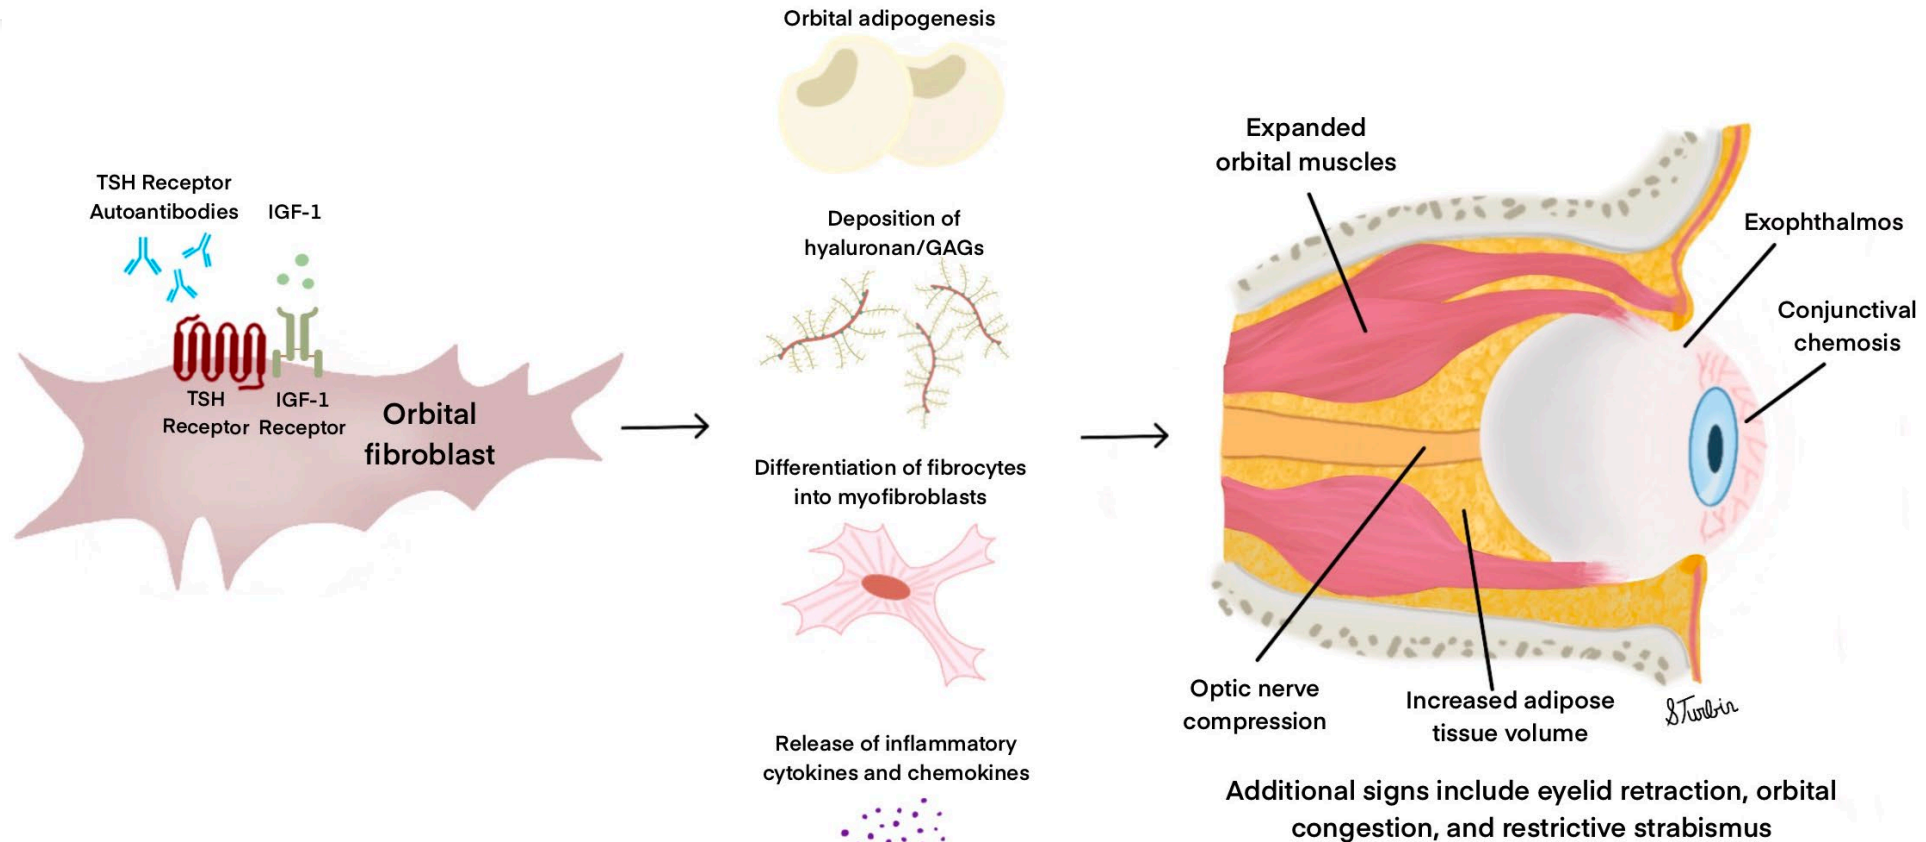 TSH Receptor
Autoantibodies
IGF-1
TSH
Receptor
IGF-1
Receptor
Orbital
fibroblast
Orbital adipogenesis
Deposition of
hyaluronan/GAGs
Differentiation of fibrocytes
into myofibroblasts
Release of inflammatory
cytokines and chemokines
Expanded
orbital muscles
Exophthalmos
Conjunctival
chemosis
Optic nerve
compression
Increased adipose
tissue volume
STurbin
Additional signs include eyelid retraction, orbital
congestion, and restrictive strabismus